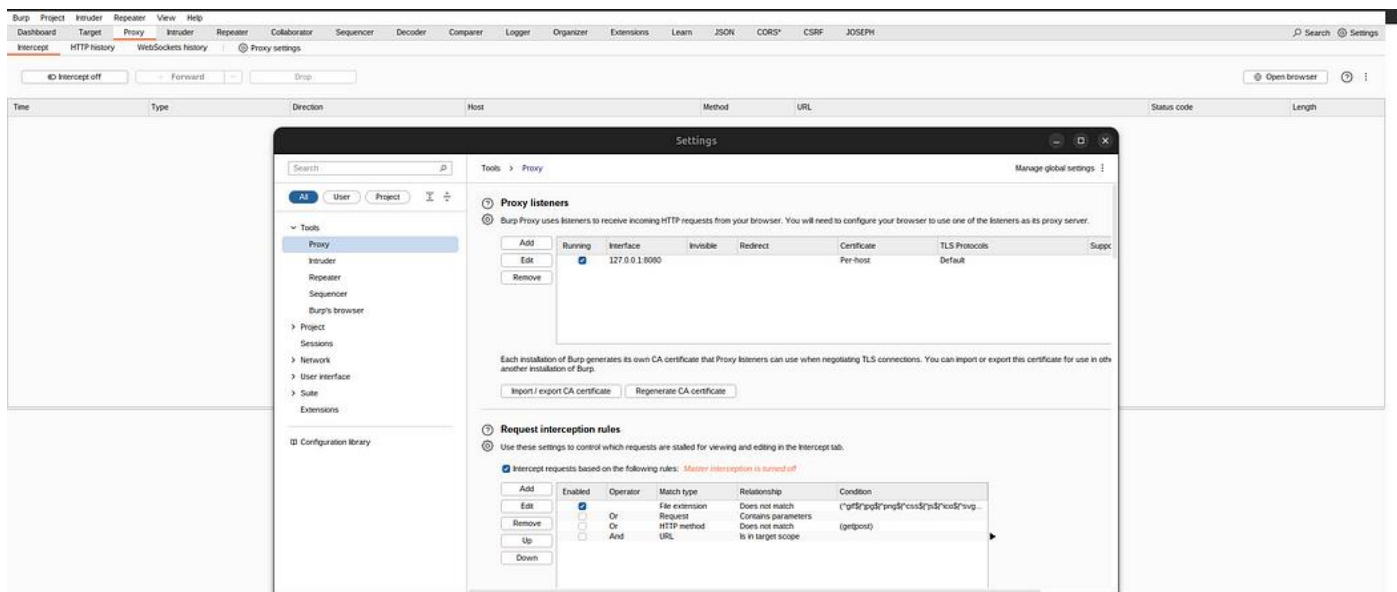 Burp Project Intruder Repeater View Help
Dashboard Target Proxy Intruder Repeater Collaborator Sequencer Decoder Comparer Logger Organizer Extensions Learn JSON CORS* CSRF JOSEPH Search Settings
Intercept HTTP history WebSockets history Proxy settings
Intercept off Forward Drop Open browser
Time Type Direction Host Method URL Status code Length
Settings
Search Tools > Proxy Manage global settings
All User Project
Proxy listeners
Burp Proxy uses listeners to receive incoming HTTP requests from your browser. You will need to configure your browser to use one of the listeners as its proxy server.
Tools
Proxy
Intruder
Repeater
Sequencer
Burp's browser
Project
Sessions
Network
User interface
Suite
Extensions
Configuration library
Add Running Interface Invisible Redirect Certificate TLS Protocols Suppo
Edit 127.0.0.1:8080 Per-host Default
Remove
Each installation of Burp generates its own CA certificate that Proxy listeners can use when negotiating TLS connections. You can import or export this certificate for use in oth
another installation of Burp.
Import / export CA certificate Regenerate CA certificate
Request interception rules
Use these settings to control which requests are stalled for viewing and editing in the Intercept tab.
Intercept requests based on the following rules: Master interception is turned off
Add Enabled Operator Match type Relationship Condition
Edit File extension Does not match (^gif$|^jpg$|^png$|^css$|^js$|^ico$|^svg...
Remove Or Request Contains parameters
Or HTTP method Does not match (get|post)
Up And URL Is in target scope
Down